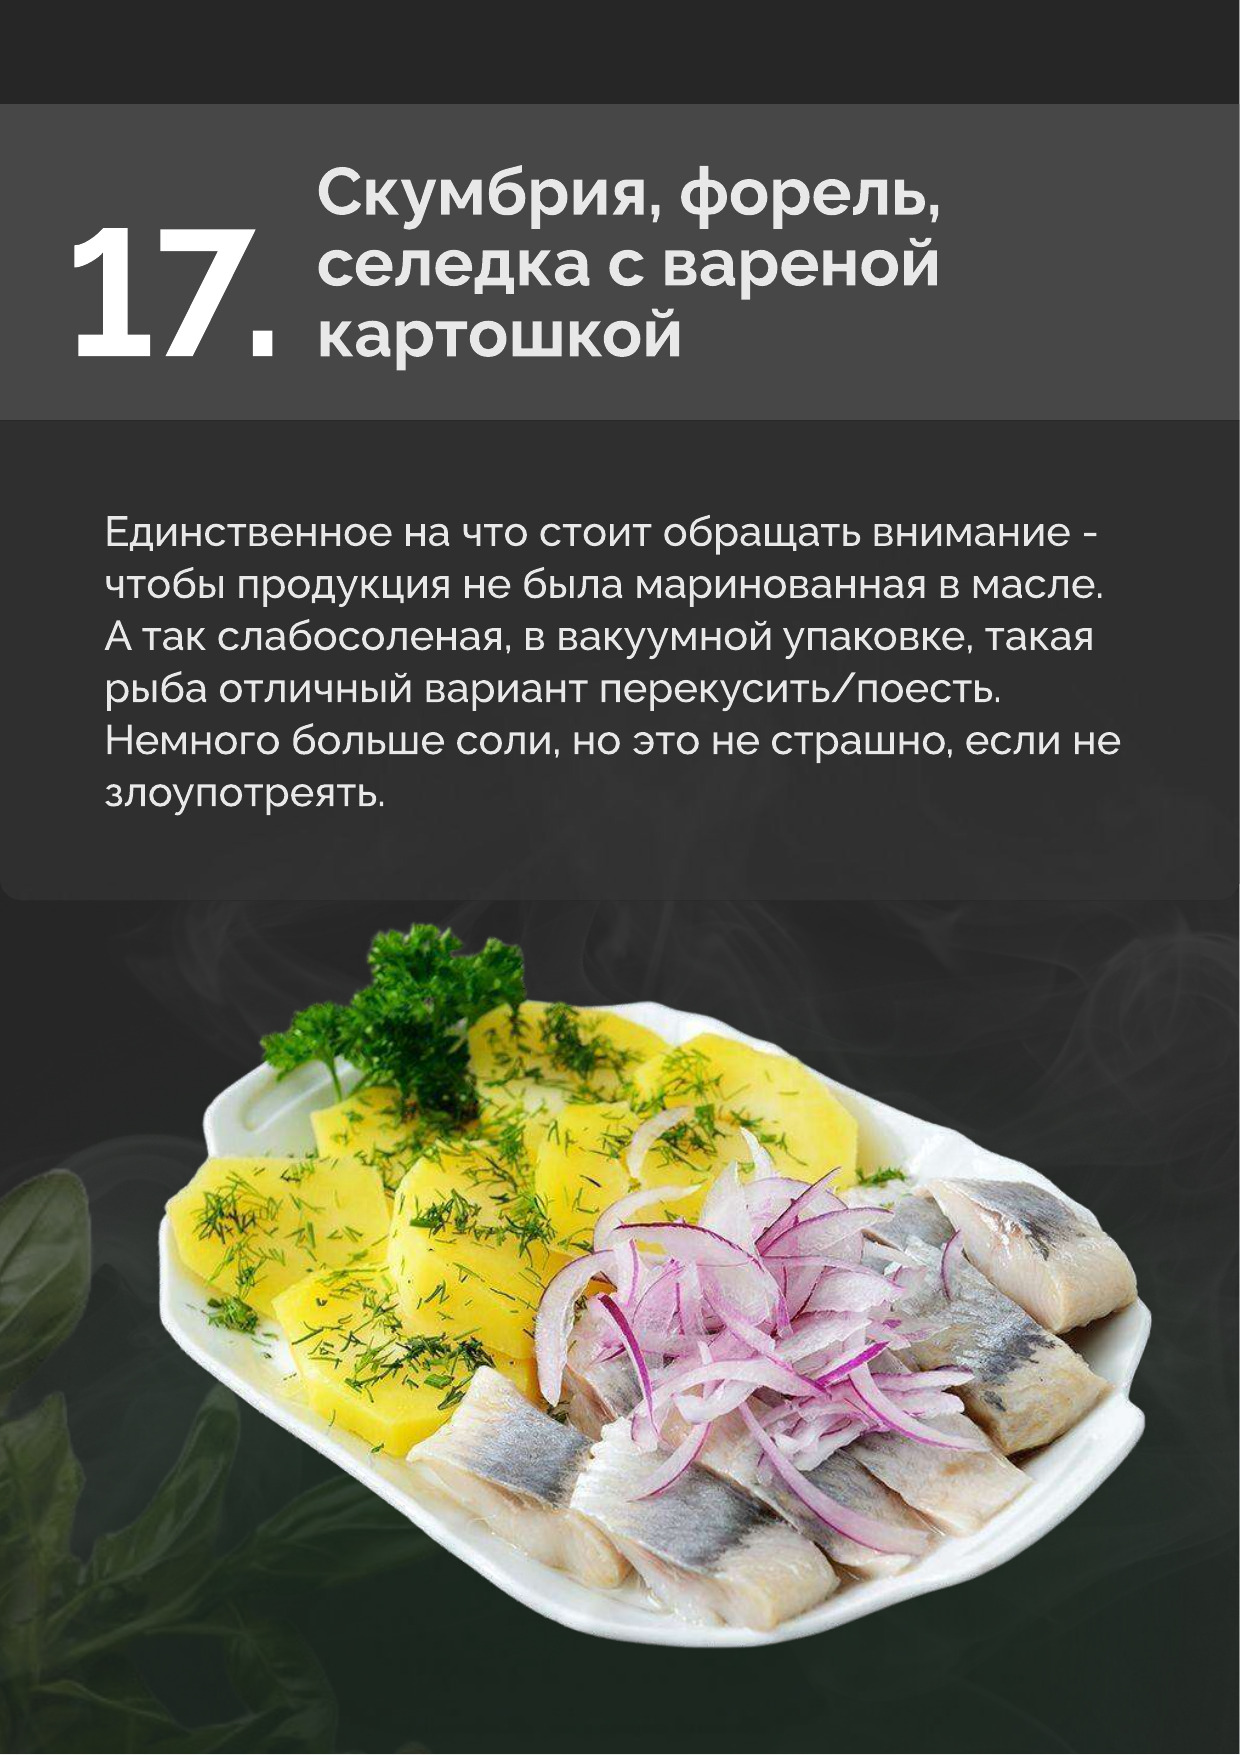 17.
Скумбрия, форель,
селедка с вареной
картошкой
Единственное на что стоит обращать внимание -
чтобы продукция не была маринованная в масле.
А так слабосоленая, в вакуумной упаковке, такая
рыба отличный вариант перекусить/поесть.
Немного больше соли, но это не страшно, если не
злоупотреять.